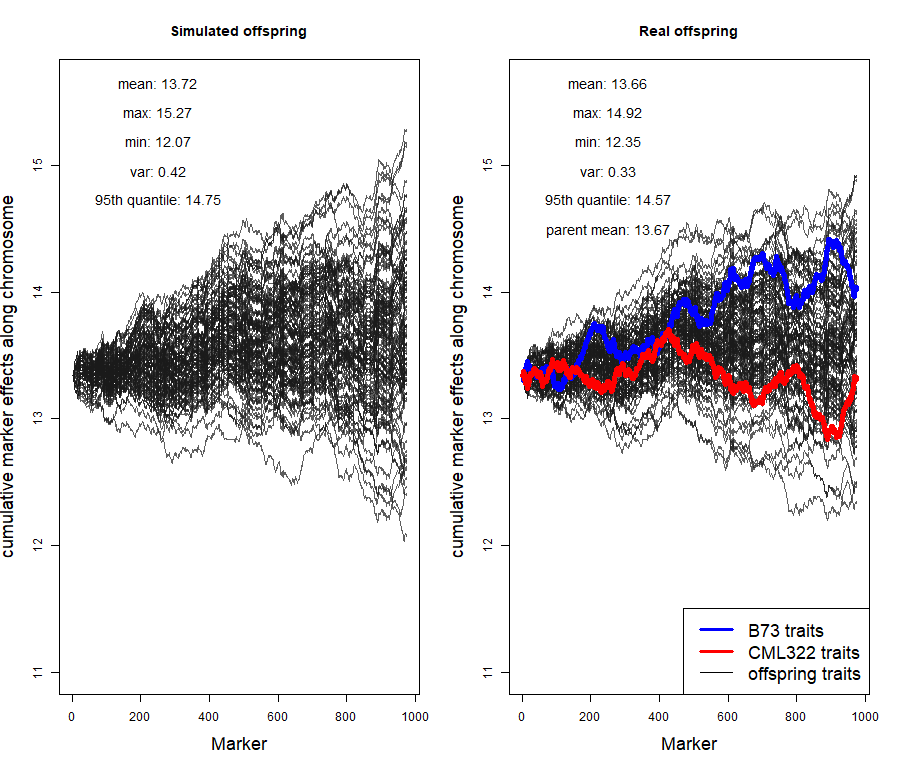 Simulated offspring
mean: 13.72
max: 15.27
min: 12.07
var: 0.42
95th quantile: 14.75
cumulative marker effects along chromosome
15
14
13
12
11
0 200 400 600 800 1000
Marker
Real offspring
mean: 13.66
max: 14.92
min: 12.35
var: 0.33
95th quantile: 14.57
parent mean: 13.67
cumulative marker effects along chromosome
15
14
13
12
11
B73 traits
CML322 traits
offspring traits
0 200 400 600 800 1000
Marker